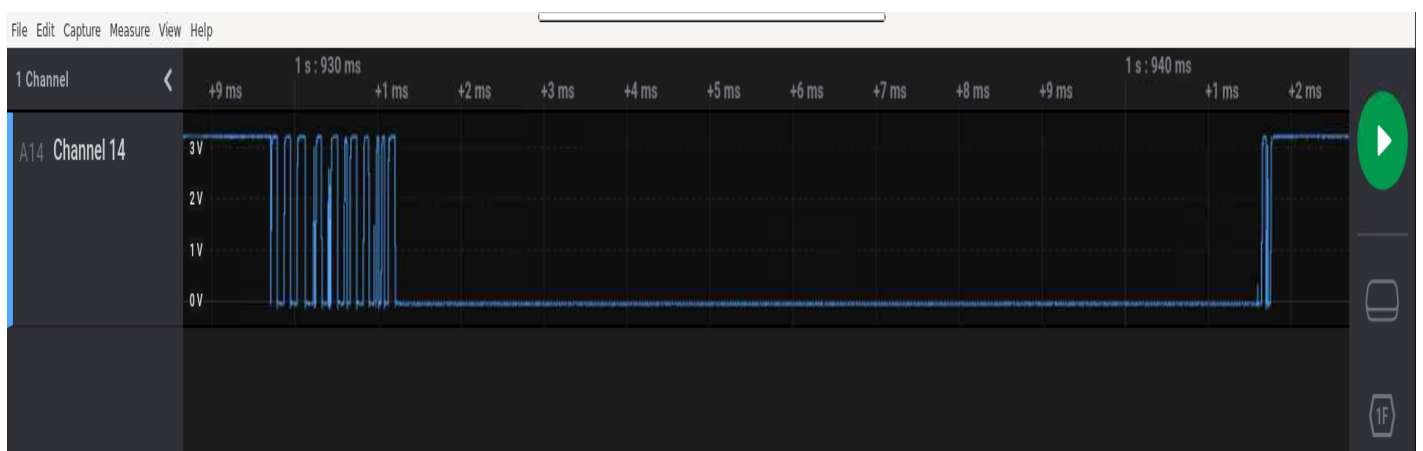 File Edit Capture Measure View Help
1 Channel
1 s : 930 ms
1 s : 940 ms
+9 ms
+1 ms
+2 ms
+3 ms
+4 ms
+5 ms
+6 ms
+7 ms
+8 ms
+9 ms
+1 ms
+2 ms
A14 Channel 14
3 V
2 V
1 V
0 V
1F